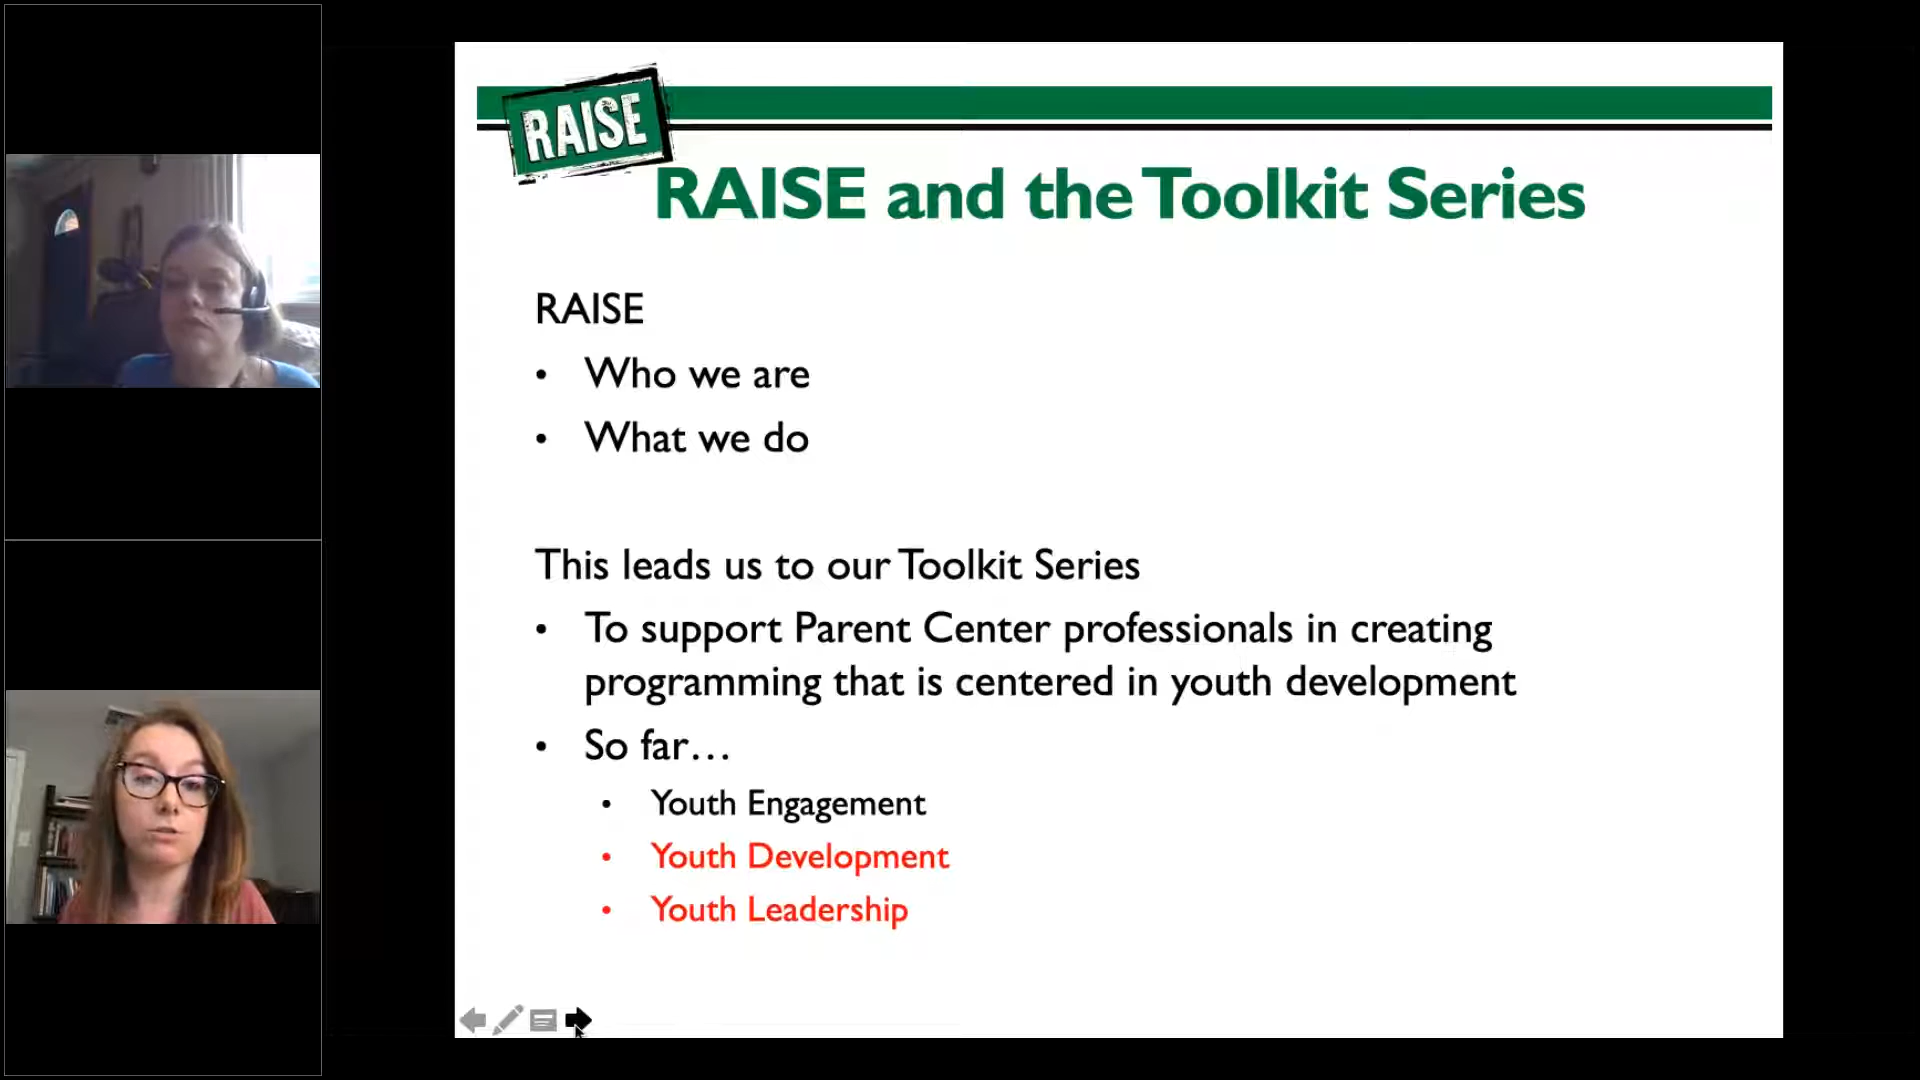 RAISE
RAISE and the Toolkit Series
RAISE
• Who we are
• What we do
This leads us to our Toolkit Series
• To support Parent Center professionals in creating
programming that is centered in youth development
• So far…
• Youth Engagement
• Youth Development
• Youth Leadership